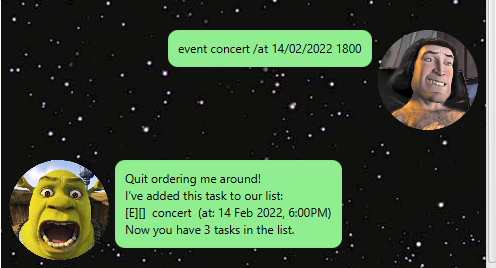 event concert /at 14/02/2022 1800
Quit ordering me around!
I've added this task to our list:
[E][]  concert  (at: 14 Feb 2022, 6:00PM)
Now you have 3 tasks in the list.